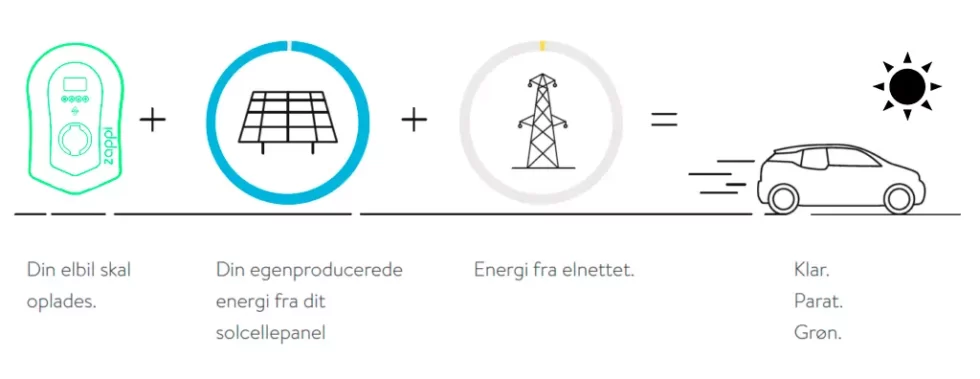 zappi
Din elbil skal
oplades.
Din egenproducerede
energi fra dit
solcellepanel
Energi fra elnettet.
Klar.
Parat.
Grøn.